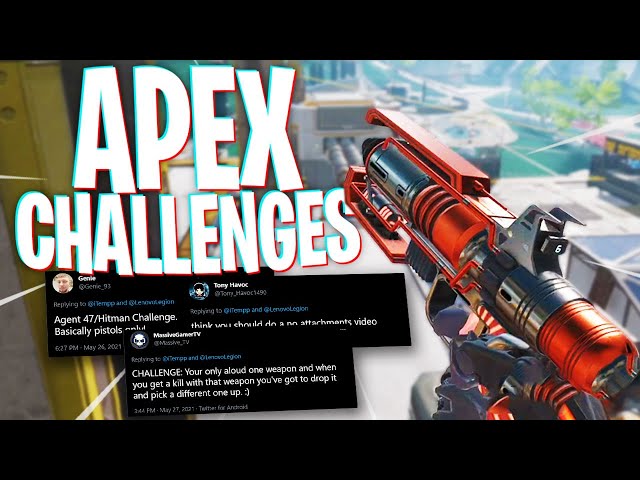 APEX
CHALLENGES
Genie
@Genie_93
Replying to @iTempp and @LenovoLegion
Agent 47/Hitman Challenge.
Basically pistols only!
6:27 PM - May 26, 2021
Tony Havoc
@Tony_Havoc1490
Replying to @iTempp and @LenovoLegion
think you should do a no attachments video
MassiveGamerTV
@Massive_TV
Replying to @iTempp and @LenovoLegion
CHALLENGE: Your only aloud one weapon and when
you get a kill with that weapon you've got to drop it
and pick a different one up. :)
3:44 PM · May 27, 2021 · Twitter for Android
6